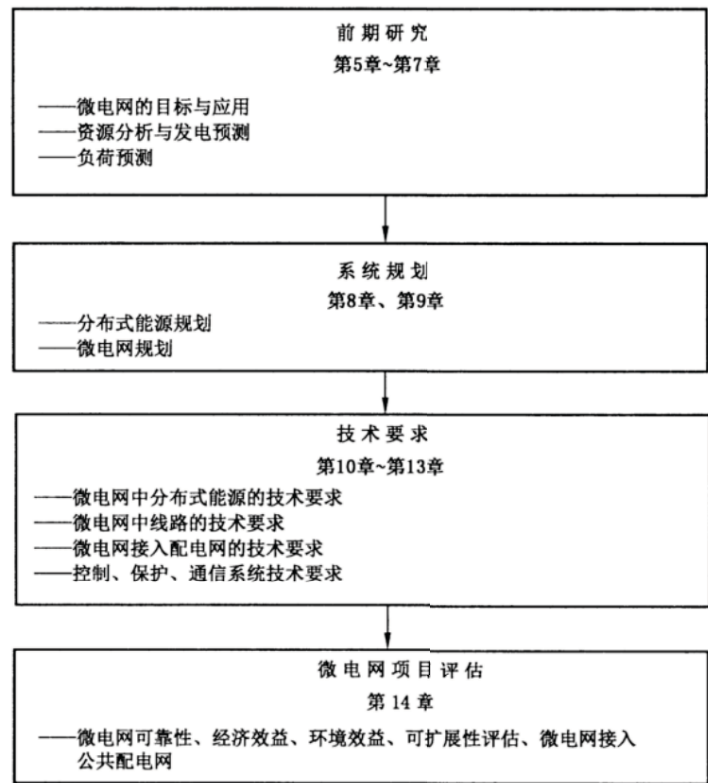 前期研究
第5章~第7章
——微电网的目标与应用
——资源分析与发电预测
——负荷预测
系统规划
第8章、第9章
——分布式能源规划
——微电网规划
技术要求
第10章~第13章
——微电网中分布式能源的技术要求
——微电网中线路的技术要求
——微电网接入配电网的技术要求
——控制、保护、通信系统技术要求
微电网项目评估
第14章
——微电网可靠性、经济效益、环境效益、可扩展性评估、微电网接入
公共配电网